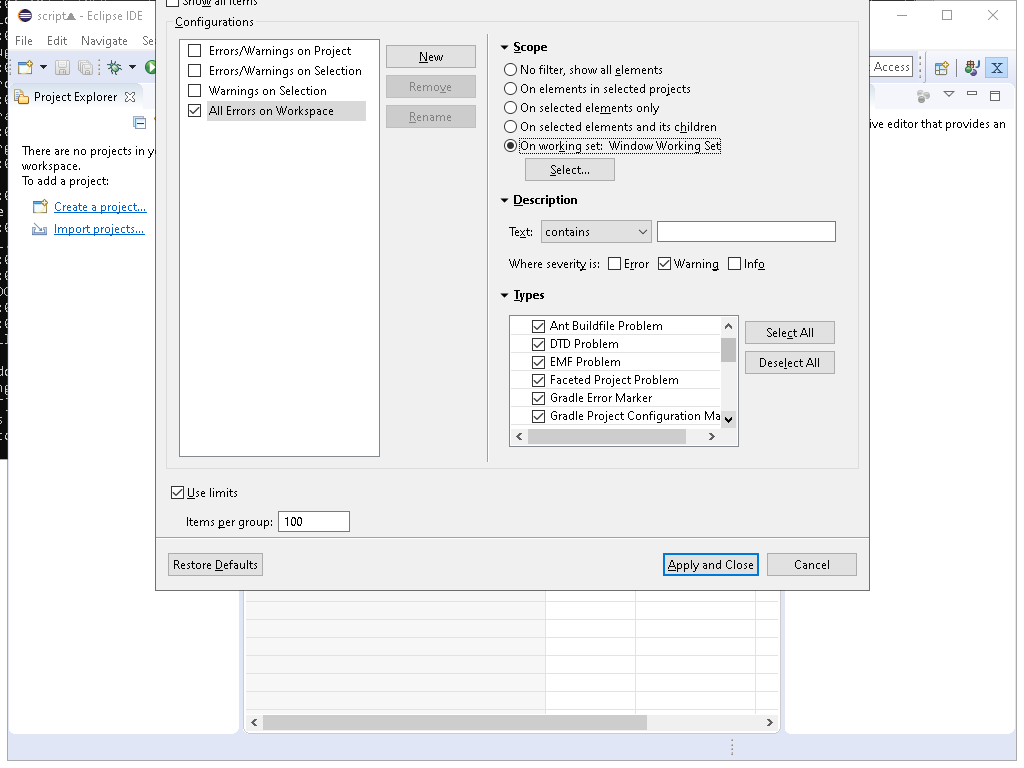 Show all items
script - Eclipse IDE
Configurations
File Edit Navigate Se
Errors/Warnings on Project
Errors/Warnings on Selection
Warnings on Selection
All Errors on Workspace
New
Remove
Rename
Scope
No filter, show all elements
On elements in selected projects
On selected elements only
On selected elements and its children
On working set: Window Working Set
Select...
Access
Project Explorer
ive editor that provides an
There are no projects in y
workspace.
To add a project:
Create a project...
Import projects...
Description
Text: contains
Where severity is: Error Warning Info
Types
Ant Buildfile Problem
DTD Problem
EMF Problem
Faceted Project Problem
Gradle Error Marker
Gradle Project Configuration Ma
Select All
Deselect All
Use limits
Items per group: 100
Restore Defaults
Apply and Close
Cancel